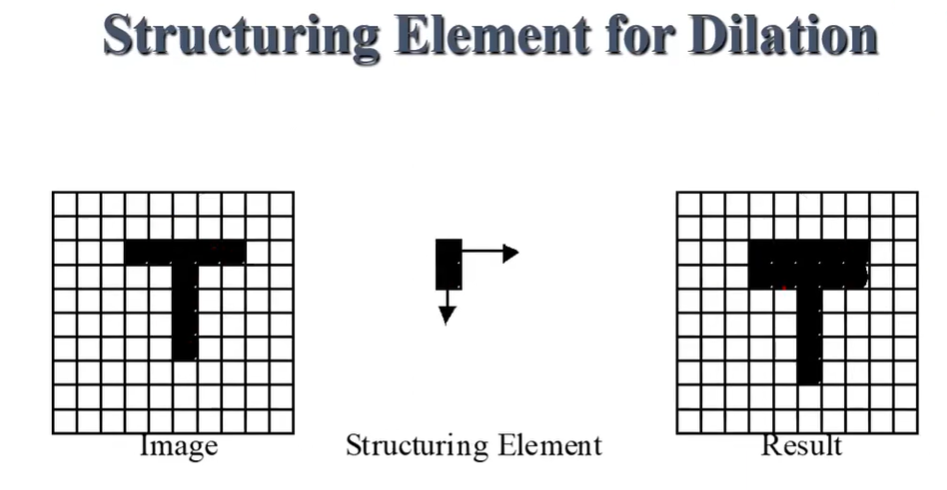 Structuring Element for Dilation
Image
Structuring Element
Result